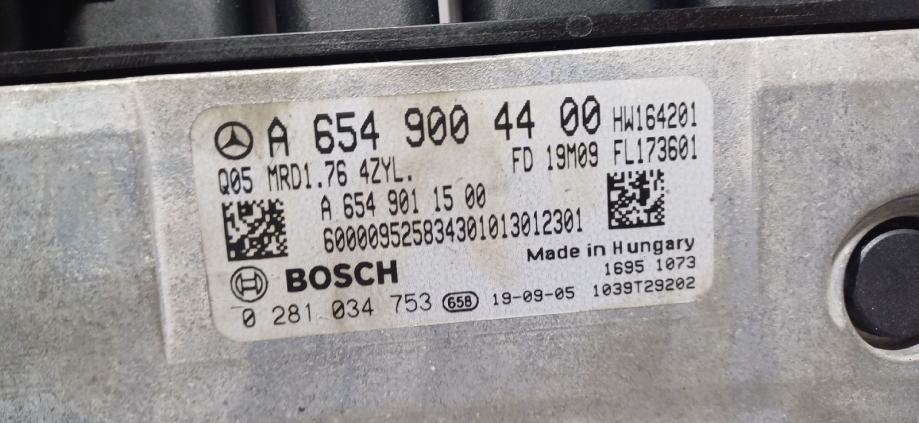 A 654 900 44 00 HW164201
Q05 MRD1.76 4ZYL. FD 19M09 FL173601
A 654 901 15 00
600009525834301013012301
Made in Hungary
BOSCH 1695 1073
0 281 034 753 658 19-09-05 1039T29202